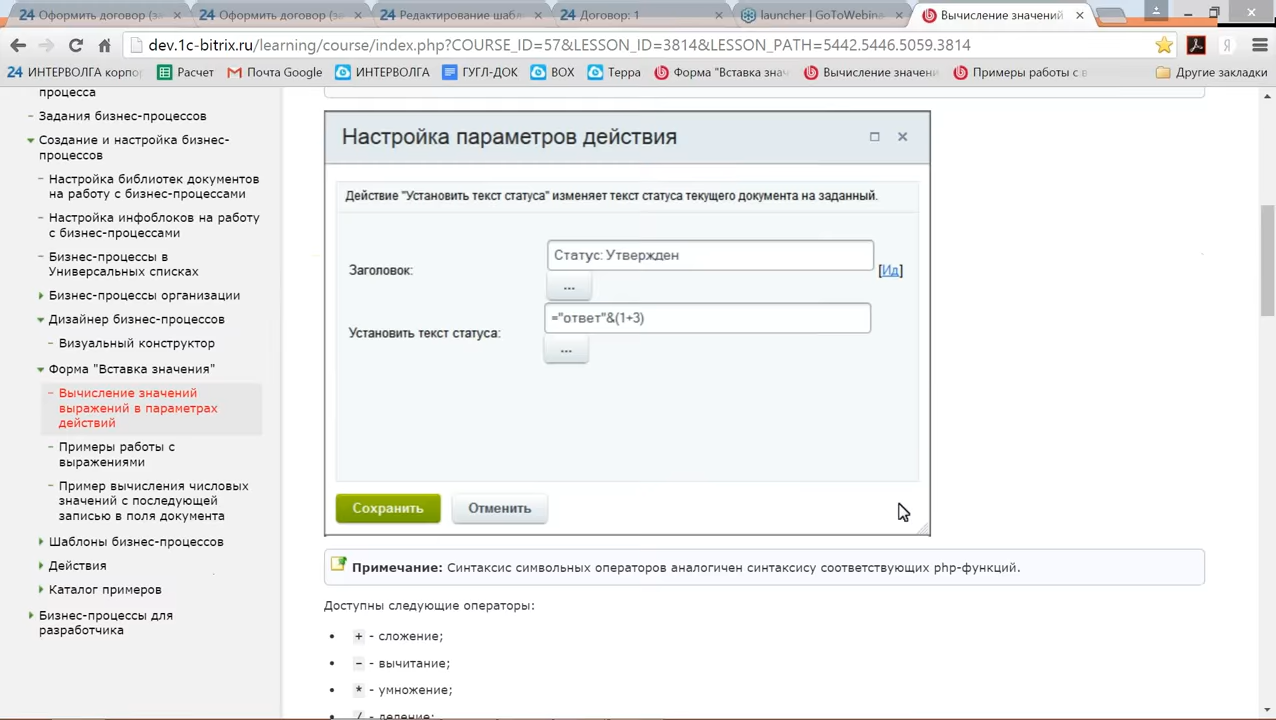 Оформить договор (за
Оформить договор (за
Редактирование шабл
Договор: 1
launcher | GoToWebina
Вычисление значений
dev.1c-bitrix.ru/learning/course/index.php?COURSE_ID=57&LESSON_ID=3814&LESSON_PATH=5442.5446.5059.3814
24 ИНТЕРВОЛГА корпо
Расчет
Почта Google
ИНТЕРВОЛГА
ГУГЛ-ДОК
ВОХ
Терра
Форма "Вставка знач
Вычисление значени
Примеры работы с в
Другие закладки
процесса
Задания бизнес-процессов
Создание и настройка бизнес-
процессов
Настройка библиотек документов
на работу с бизнес-процессами
Настройка инфоблоков на работу
с бизнес-процессами
Бизнес-процессы в
Универсальных списках
Бизнес-процессы организации
Дизайнер бизнес-процессов
Визуальный конструктор
Форма "Вставка значения"
Вычисление значений
выражений в параметрах
действий
Примеры работы с
выражениями
Пример вычисления числовых
значений с последующей
записью в поля документа
Шаблоны бизнес-процессов
Действия
Каталог примеров
Бизнес-процессы для
разработчика
Настройка параметров действия
Действие "Установить текст статуса" изменяет текст статуса текущего документа на заданный.
Заголовок:
Статус: Утвержден
[Ид]
...
Установить текст статуса:
="ответ"&(1+3)
...
Сохранить
Отменить
Примечание: Синтаксис символьных операторов аналогичен синтаксису соответствующих php-функций.
Доступны следующие операторы:
• + - сложение;
• - - вычитание;
• * - умножение;
• / - деление;